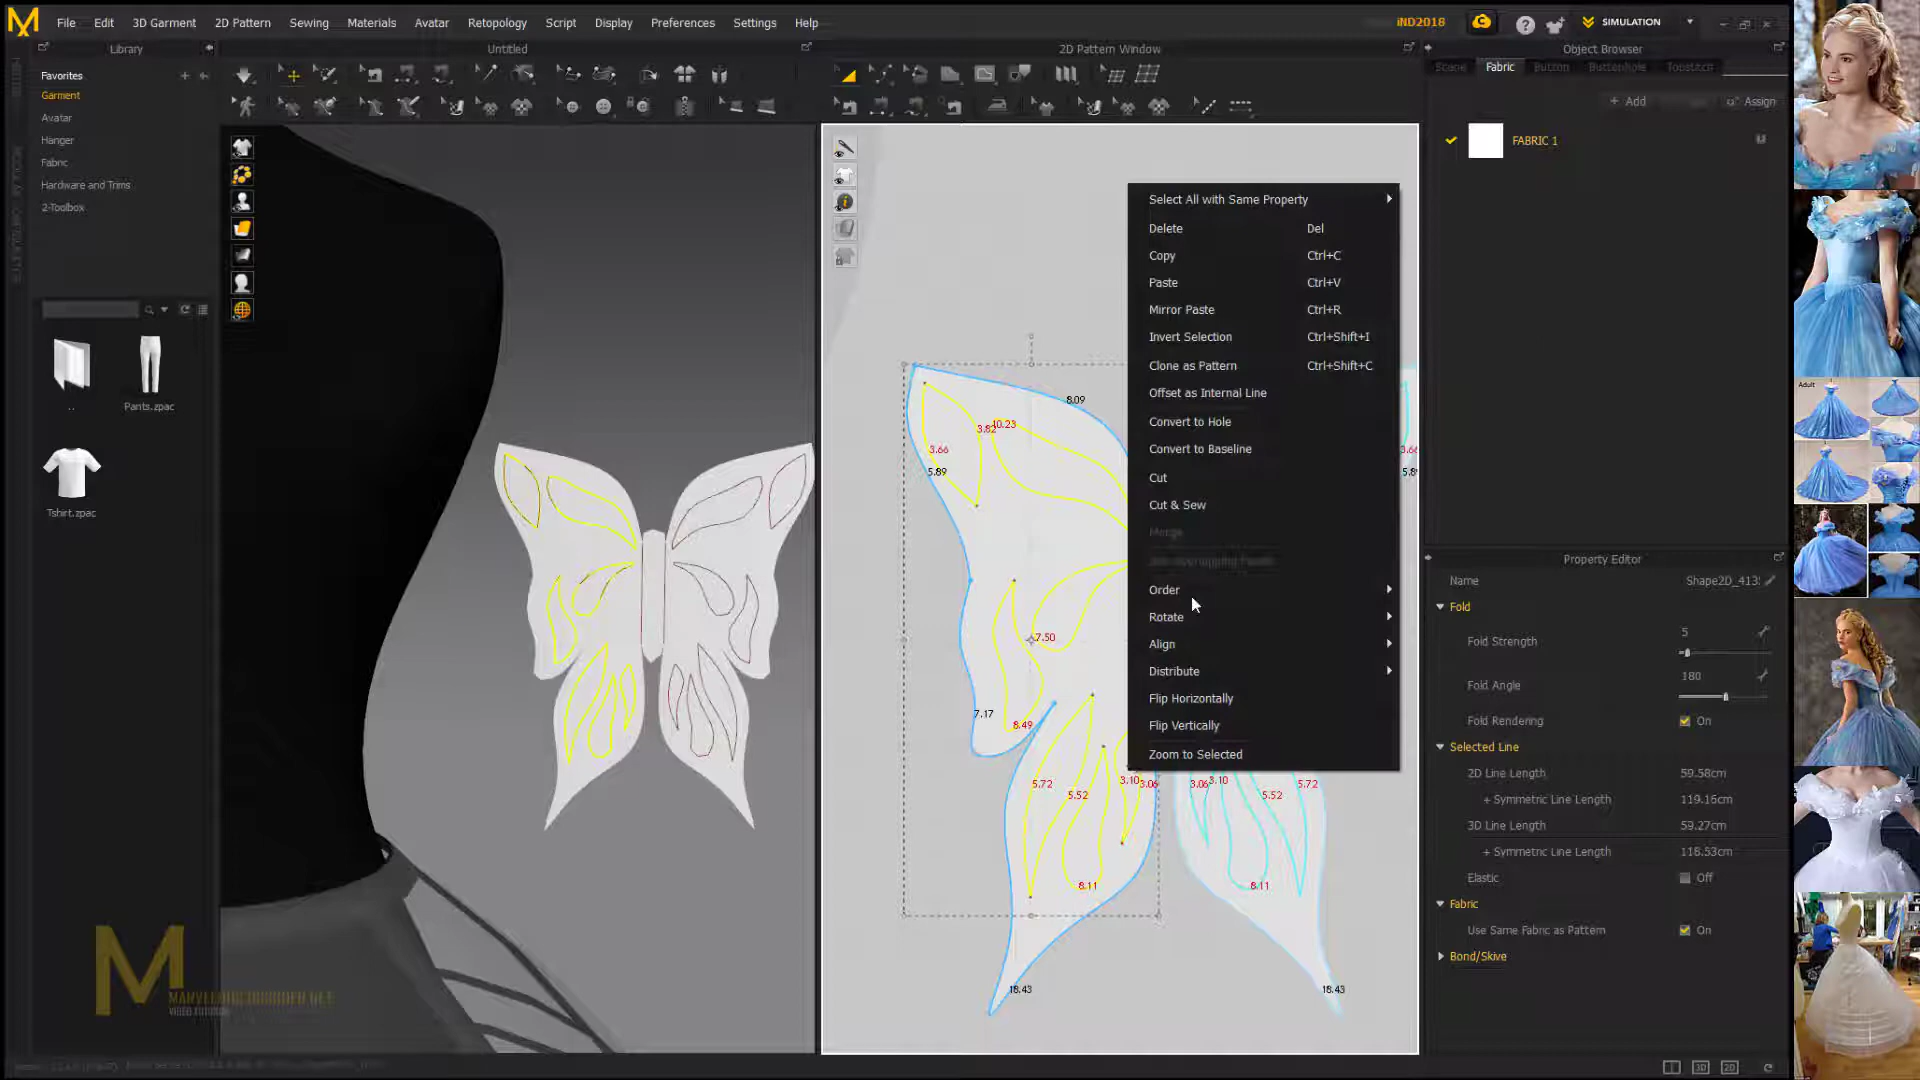 File Edit 3D Garment 2D Pattern Sewing Materials Avatar Retopology Script Display Preferences Settings Help
iND2018
SIMULATION
Library
Untitled
2D Pattern Window
Object Browser
Favorites
Garment
Avatar
Hanger
Fabric
Hardware and Trims
2-Toolbox
..
Pants.zpac
Tshirt.zpac
Scene Fabric Button Buttonhole Topstitch
Add
Assign
FABRIC 1
Select All with Same Property
Delete Del
Copy Ctrl+C
Paste Ctrl+V
Mirror Paste Ctrl+R
Invert Selection Ctrl+Shift+I
Clone as Pattern Ctrl+Shift+C
Offset as Internal Line
Convert to Hole
Convert to Baseline
Cut
Cut & Sew
Merge
Order
Rotate
Align
Distribute
Flip Horizontally
Flip Vertically
Zoom to Selected
8.09
3.82
10.23
3.66
5.89
7.50
7.17
8.49
5.72
5.52
3.10
3.06
8.11
18.43
3.06
3.10
5.52
5.72
8.11
18.43
Property Editor
Name Shape2D_413
Fold
Fold Strength 5
Fold Angle 180
Fold Rendering On
Selected Line
2D Line Length 59.58cm
+ Symmetric Line Length 119.15cm
3D Line Length 59.27cm
+ Symmetric Line Length 118.53cm
Elastic Off
Fabric
Use Same Fabric as Pattern On
Bond/Skive
Adult